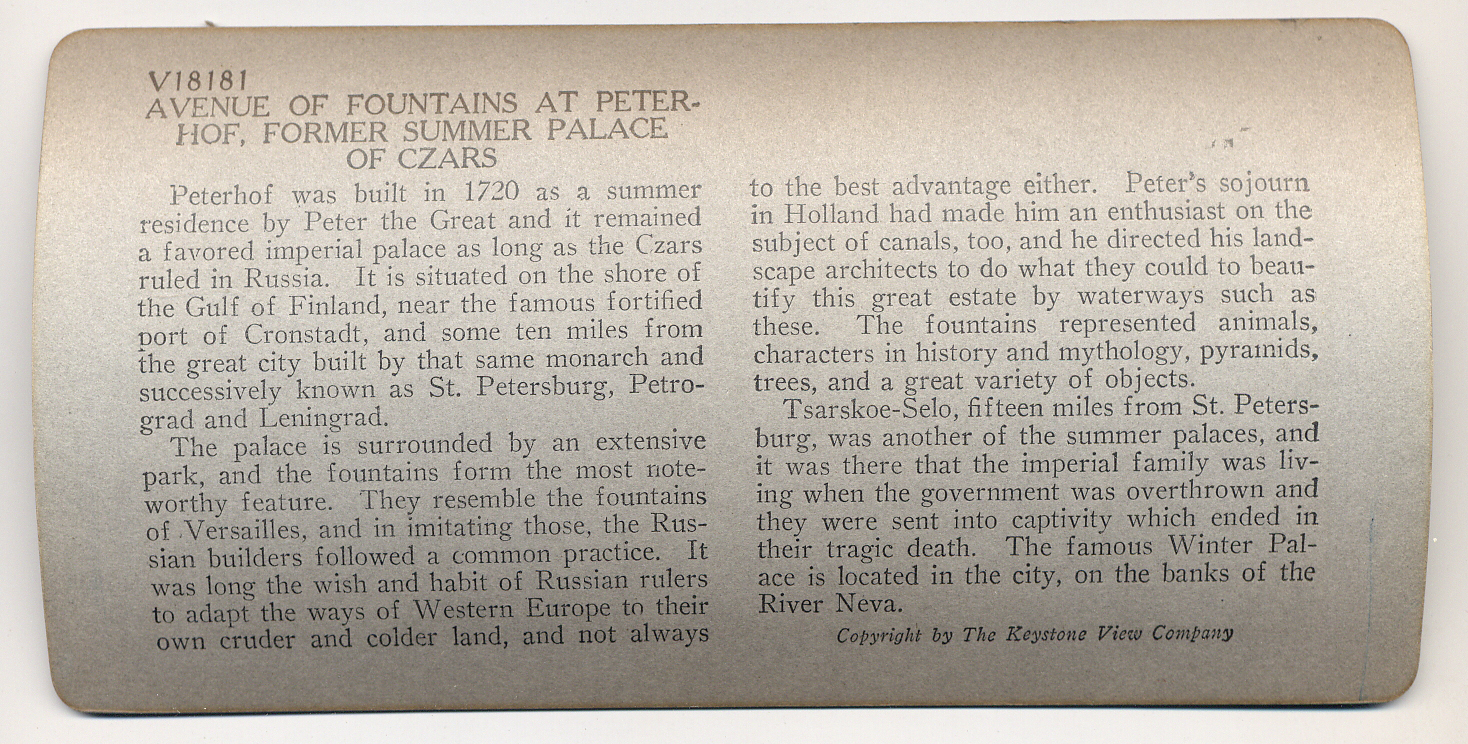 V18181
AVENUE OF FOUNTAINS AT PETER-
HOF, FORMER SUMMER PALACE
OF CZARS
Peterhof was built in 1720 as a summer
residence by Peter the Great and it remained
a favored imperial palace as long as the Czars
ruled in Russia. It is situated on the shore of
the Gulf of Finland, near the famous fortified
port of Cronstadt, and some ten miles from
the great city built by that same monarch and
successively known as St. Petersburg, Petro-
grad and Leningrad.
The palace is surrounded by an extensive
park, and the fountains form the most note-
worthy feature. They resemble the fountains
of Versailles, and in imitating those, the Rus-
sian builders followed a common practice. It
was long the wish and habit of Russian rulers
to adapt the ways of Western Europe to their
own cruder and colder land, and not always
to the best advantage either. Peter's sojourn
in Holland had made him an enthusiast on the
subject of canals, too, and he directed his land-
scape architects to do what they could to beau-
tify this great estate by waterways such as
these. The fountains represented animals,
characters in history and mythology, pyramids,
trees, and a great variety of objects.
Tsarskoe-Selo, fifteen miles from St. Peters-
burg, was another of the summer palaces, and
it was there that the imperial family was liv-
ing when the government was overthrown and
they were sent into captivity which ended in
their tragic death. The famous Winter Pal-
ace is located in the city, on the banks of the
River Neva.
Copyright by The Keystone View Company